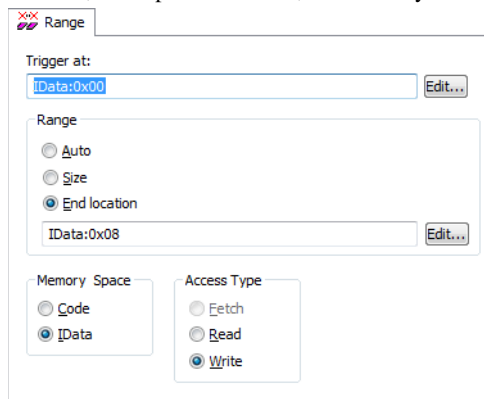 Range
Trigger at:
IData:0x00
Edit...
Range
Auto
Size
End location
IData:0x08
Edit...
Memory Space
Access Type
Code
Fetch
IData
Read
Write